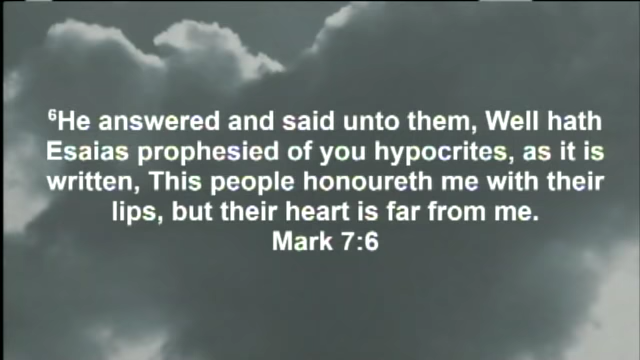 ⁶He answered and said unto them, Well hath
Esaias prophesied of you hypocrites, as it is
written, This people honoureth me with their
lips, but their heart is far from me.
Mark 7:6